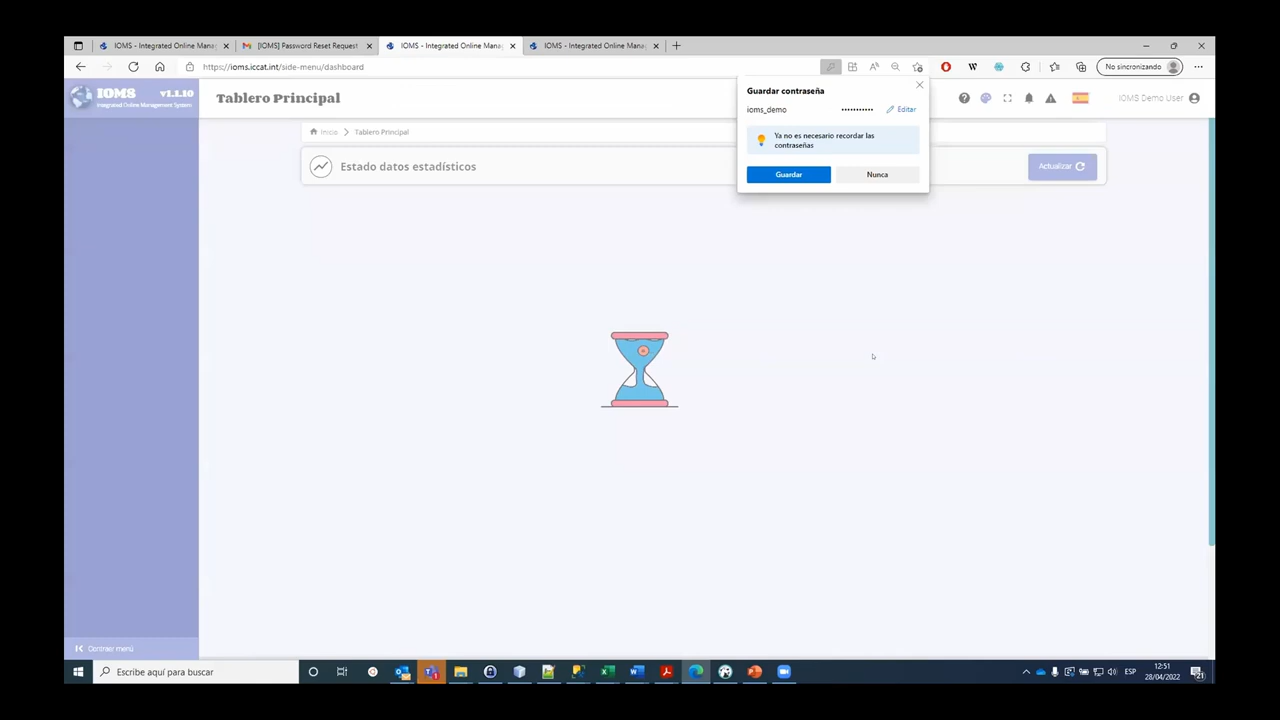 IOMS - Integrated Online Mana
[IOMS] Password Reset Request
IOMS - Integrated Online Mana
IOMS - Integrated Online Mana
https://ioms.iccat.int/side-menu/dashboard
No sincronizando
IOMS v1.1.10
Integrated Online Management System
Tablero Principal
IOMS Demo User
Guardar contraseña
ioms_demo ••••••••••• Editar
Ya no es necesario recordar las
contraseñas
Guardar Nunca
Inicio > Tablero Principal
Estado datos estadísticos
Actualizar
Contraer menú
Escribe aquí para buscar
ESP
12:51
28/04/2022
21